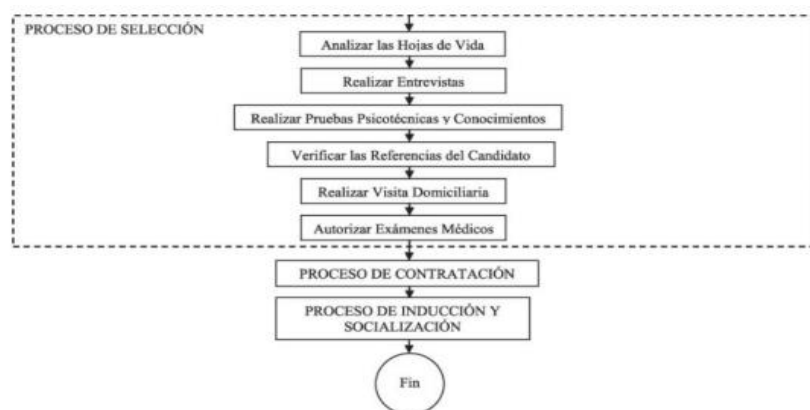 PROCESO DE SELECCIÓN
Analizar las Hojas de Vida
Realizar Entrevistas
Realizar Pruebas Psicotécnicas y Conocimientos
Verificar las Referencias del Candidato
Realizar Visita Domiciliaria
Autorizar Exámenes Médicos
PROCESO DE CONTRATACIÓN
PROCESO DE INDUCCIÓN Y
SOCIALIZACIÓN
Fin